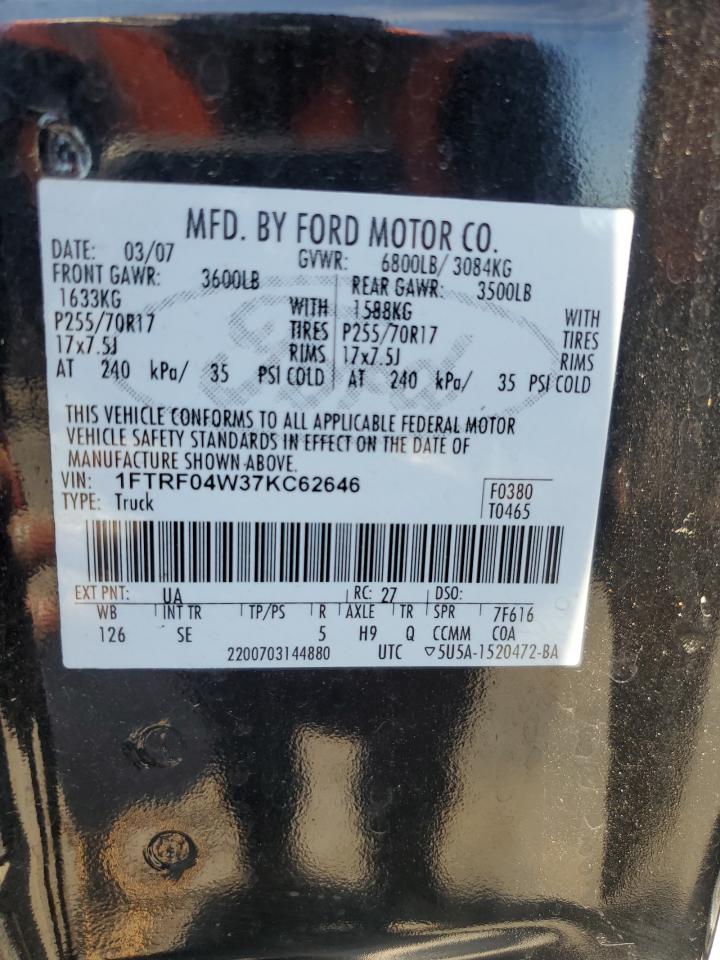 MFD. BY FORD MOTOR CO.
DATE: 03/07 GVWR: 6800LB/ 3084KG
FRONT GAWR: 3600LB REAR GAWR: 3500LB
1633KG WITH 1588KG WITH
P255/70R17 TIRES P255/70R17 TIRES
17x7.5J RIMS 17x7.5J RIMS
AT 240 kPa/ 35 PSI COLD AT 240 kPa/ 35 PSI COLD
Ford
THIS VEHICLE CONFORMS TO ALL APPLICABLE FEDERAL MOTOR
VEHICLE SAFETY STANDARDS IN EFFECT ON THE DATE OF
MANUFACTURE SHOWN ABOVE.
VIN: 1FTRF04W37KC62646 F0380
TYPE: Truck T0465
EXT PNT: UA RC: 27 DSO:
WB INT TR TP/PS R AXLE TR SPR 7F616
126 SE 5 H9 Q CCMM COA
2200703144880 UTC ▽5U5A-1520472-BA